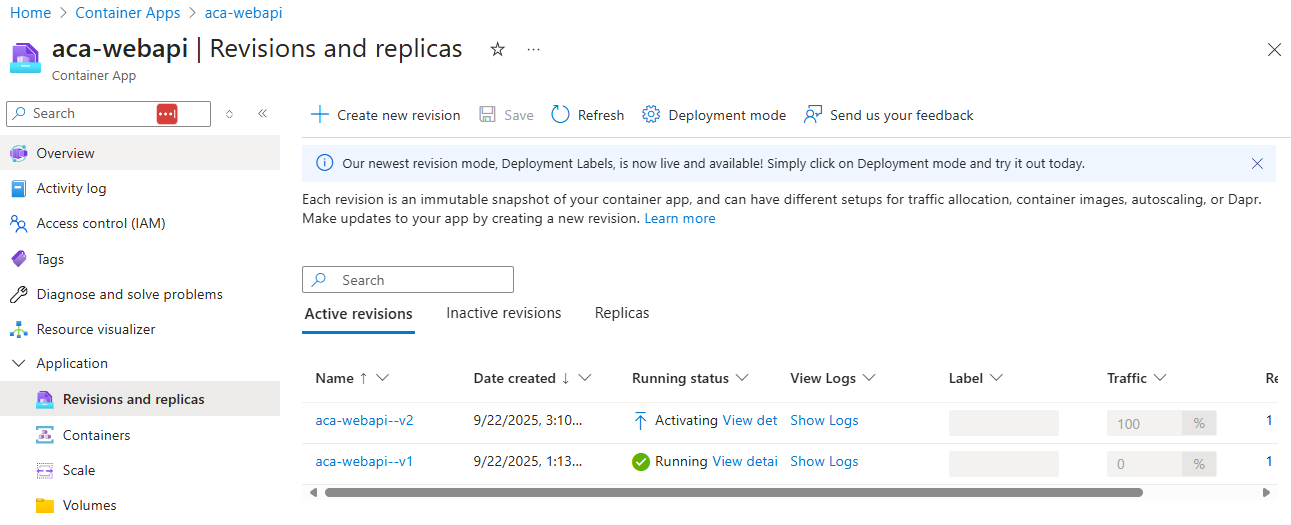 Home > Container Apps > aca-webapi
aca-webapi | Revisions and replicas
Container App
Search
Overview
Activity log
Access control (IAM)
Tags
Diagnose and solve problems
Resource visualizer
Application
Revisions and replicas
Containers
Scale
Volumes
Create new revision Save Refresh Deployment mode Send us your feedback
Our newest revision mode, Deployment Labels, is now live and available! Simply click on Deployment mode and try it out today.
Each revision is an immutable snapshot of your container app, and can have different setups for traffic allocation, container images, autoscaling, or Dapr.
Make updates to your app by creating a new revision. Learn more
Search
Active revisions Inactive revisions Replicas
Name ↑ Date created ↓ Running status View Logs Label Traffic Re
aca-webapi--v2 9/22/2025, 3:10... Activating View det Show Logs 100 % 1
aca-webapi--v1 9/22/2025, 1:13... Running View detai Show Logs 0 % 1